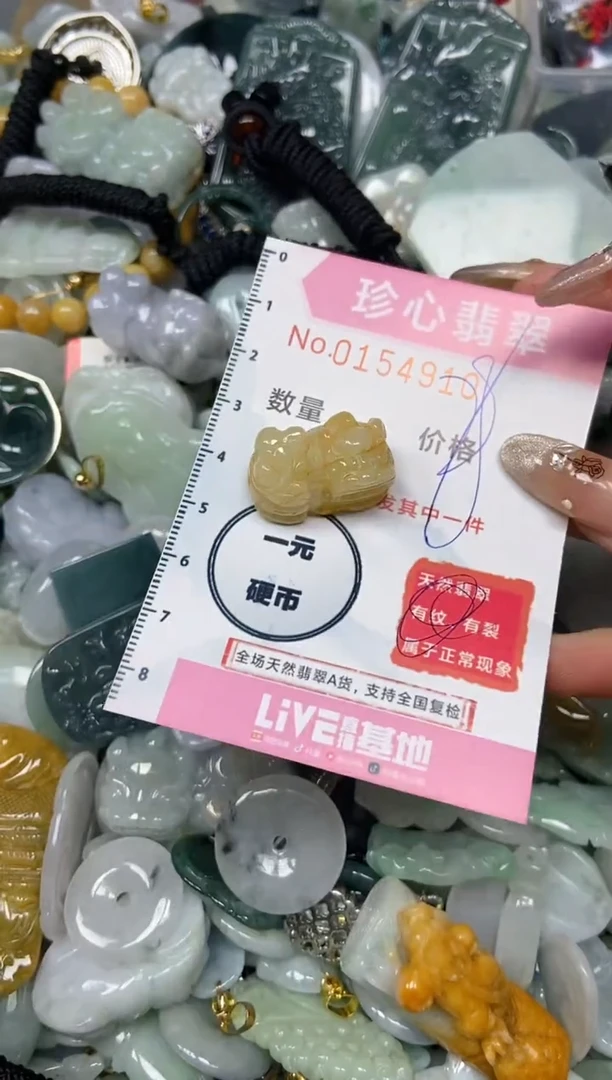 0
珍心翡翠
1
No.0154910
2
数量
3
价格
4
发其中一件
5
一元
硬币
6
天然翡翠
有纹、有裂
属于正常现象
7
全场天然翡翠A货，支持全国复检
8
LiVE
基地